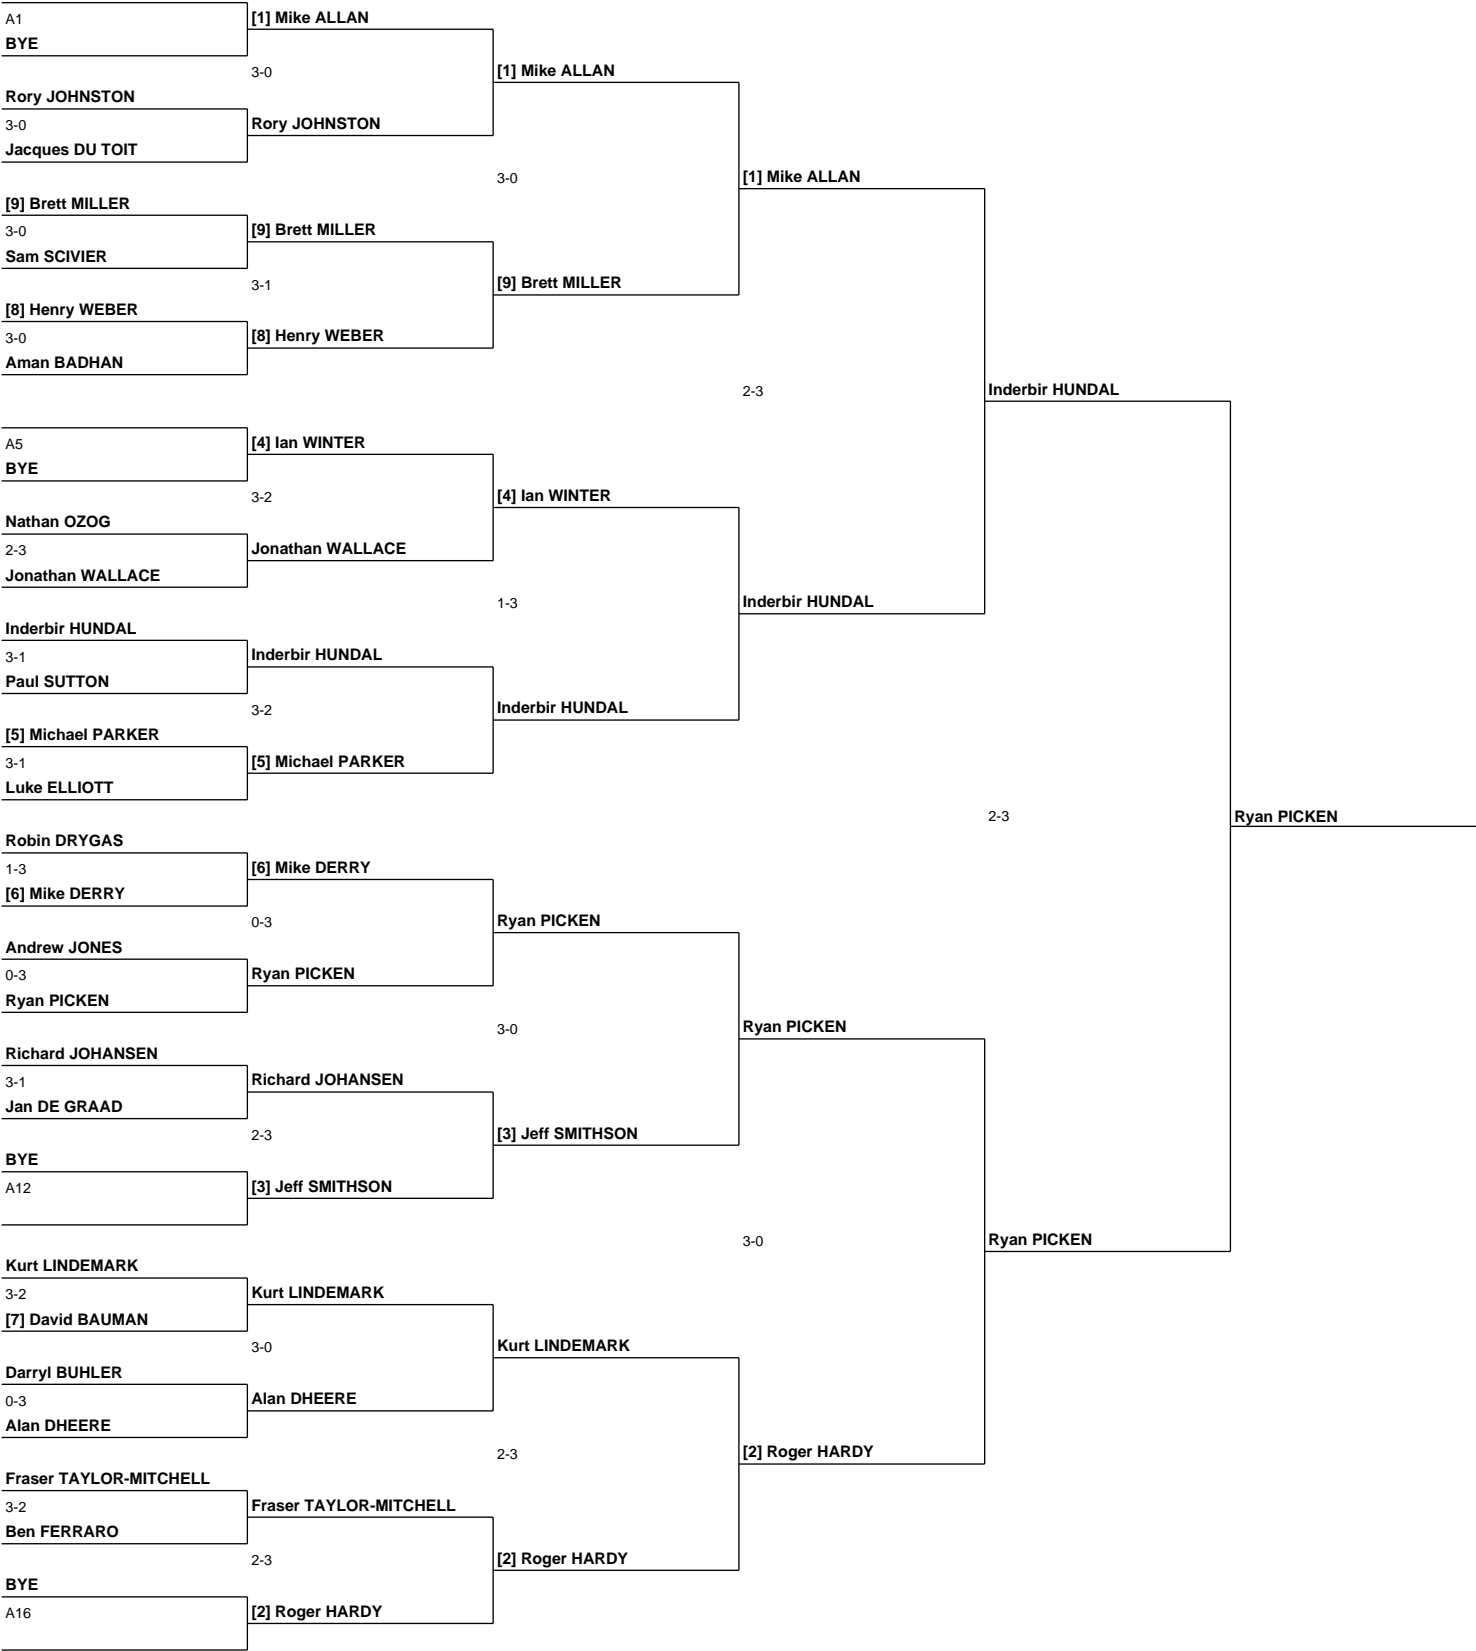 A1
BYE
Rory JOHNSTON
3-0
Jacques DU TOIT
[9] Brett MILLER
3-0
Sam SCIVIER
[8] Henry WEBER
3-0
Aman BADHAN
A5
BYE
Nathan OZOG
2-3
Jonathan WALLACE
Inderbir HUNDAL
3-1
Paul SUTTON
[5] Michael PARKER
3-1
Luke ELLIOTT
Robin DRYGAS
1-3
[6] Mike DERRY
Andrew JONES
0-3
Ryan PICKEN
Richard JOHANSEN
3-1
Jan DE GRAAD
BYE
A12
Kurt LINDEMARK
3-2
[7] David BAUMAN
Darryl BUHLER
0-3
Alan DHEERE
Fraser TAYLOR-MITCHELL
3-2
Ben FERRARO
BYE
A16
[1] Mike ALLAN
3-0
Rory JOHNSTON
[9] Brett MILLER
3-1
[8] Henry WEBER
[4] Ian WINTER
3-2
Jonathan WALLACE
Inderbir HUNDAL
3-2
[5] Michael PARKER
[6] Mike DERRY
0-3
Ryan PICKEN
Richard JOHANSEN
2-3
[3] Jeff SMITHSON
Kurt LINDEMARK
3-0
Alan DHEERE
Fraser TAYLOR-MITCHELL
2-3
[2] Roger HARDY
[1] Mike ALLAN
3-0
[9] Brett MILLER
[4] Ian WINTER
1-3
Inderbir HUNDAL
Ryan PICKEN
3-0
[3] Jeff SMITHSON
Kurt LINDEMARK
2-3
[2] Roger HARDY
[1] Mike ALLAN
2-3
Inderbir HUNDAL
Ryan PICKEN
3-0
[2] Roger HARDY
Inderbir HUNDAL
2-3
Ryan PICKEN
Ryan PICKEN